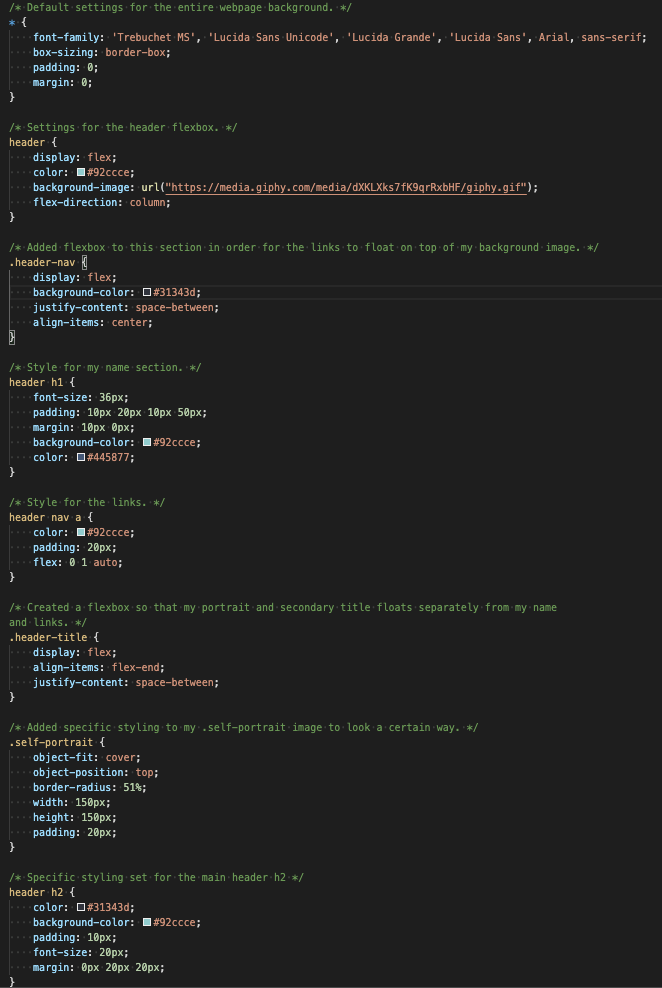 /* Default settings for the entire webpage background. */
* {
    font-family: 'Trebuchet MS', 'Lucida Sans Unicode', 'Lucida Grande', 'Lucida Sans', Arial, sans-serif;
    box-sizing: border-box;
    padding: 0;
    margin: 0;
}

/* Settings for the header flexbox. */
header {
    display: flex;
    color: #92ccce;
    background-image: url("https://media.giphy.com/media/dXKLXks7fK9qrRxbHF/giphy.gif");
    flex-direction: column;
}

/* Added flexbox to this section in order for the links to float on top of my background image. */
.header-nav {
    display: flex;
    background-color: #31343d;
    justify-content: space-between;
    align-items: center;
}

/* Style for my name section. */
header h1 {
    font-size: 36px;
    padding: 10px 20px 10px 50px;
    margin: 10px 0px;
    background-color: #92ccce;
    color: #445877;
}

/* Style for the links. */
header nav a {
    color: #92ccce;
    padding: 20px;
    flex: 0 1 auto;
}

/* Created a flexbox so that my portrait and secondary title floats separately from my name
and links. */
.header-title {
    display: flex;
    align-items: flex-end;
    justify-content: space-between;
}

/* Added specific styling to my .self-portrait image to look a certain way. */
.self-portrait {
    object-fit: cover;
    object-position: top;
    border-radius: 51%;
    width: 150px;
    height: 150px;
    padding: 20px;
}

/* Specific styling set for the main header h2 */
header h2 {
    color: #31343d;
    background-color: #92ccce;
    padding: 10px;
    font-size: 20px;
    margin: 0px 20px 20px;
}